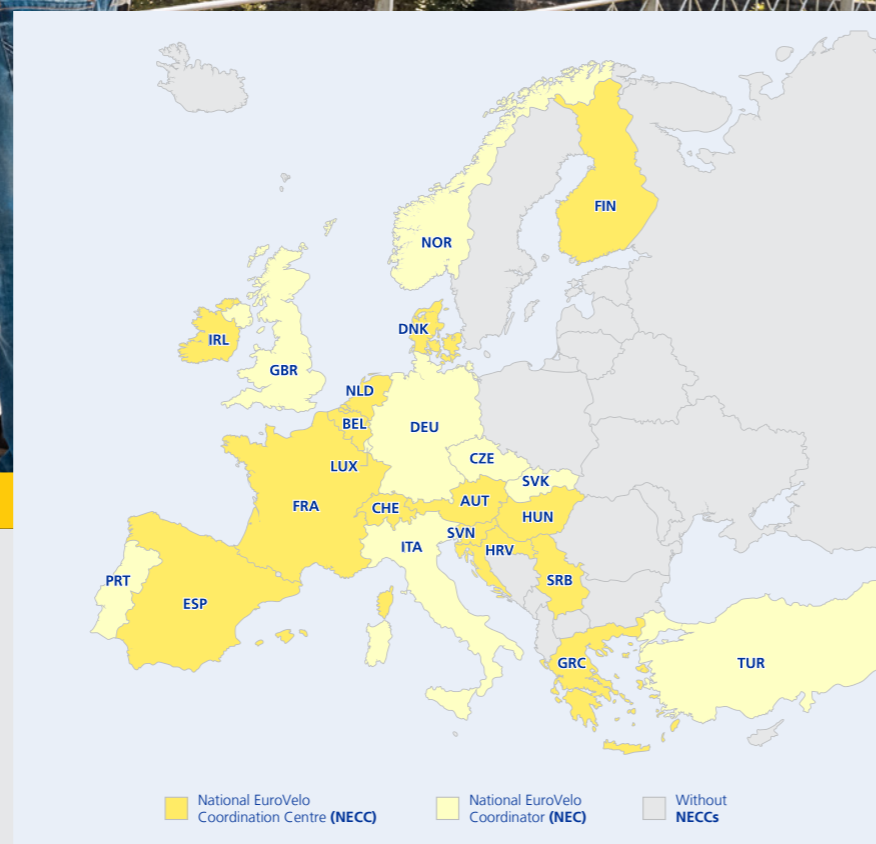 FIN
NOR
DNK
IRL
GBR
NLD
BEL
DEU
LUX
CZE
SVK
FRA
CHE
AUT
HUN
SVN
ITA
HRV
PRT
SRB
ESP
GRC
TUR
National EuroVelo
Coordination Centre (NECC)
National EuroVelo
Coordinator (NEC)
Without
NECCs